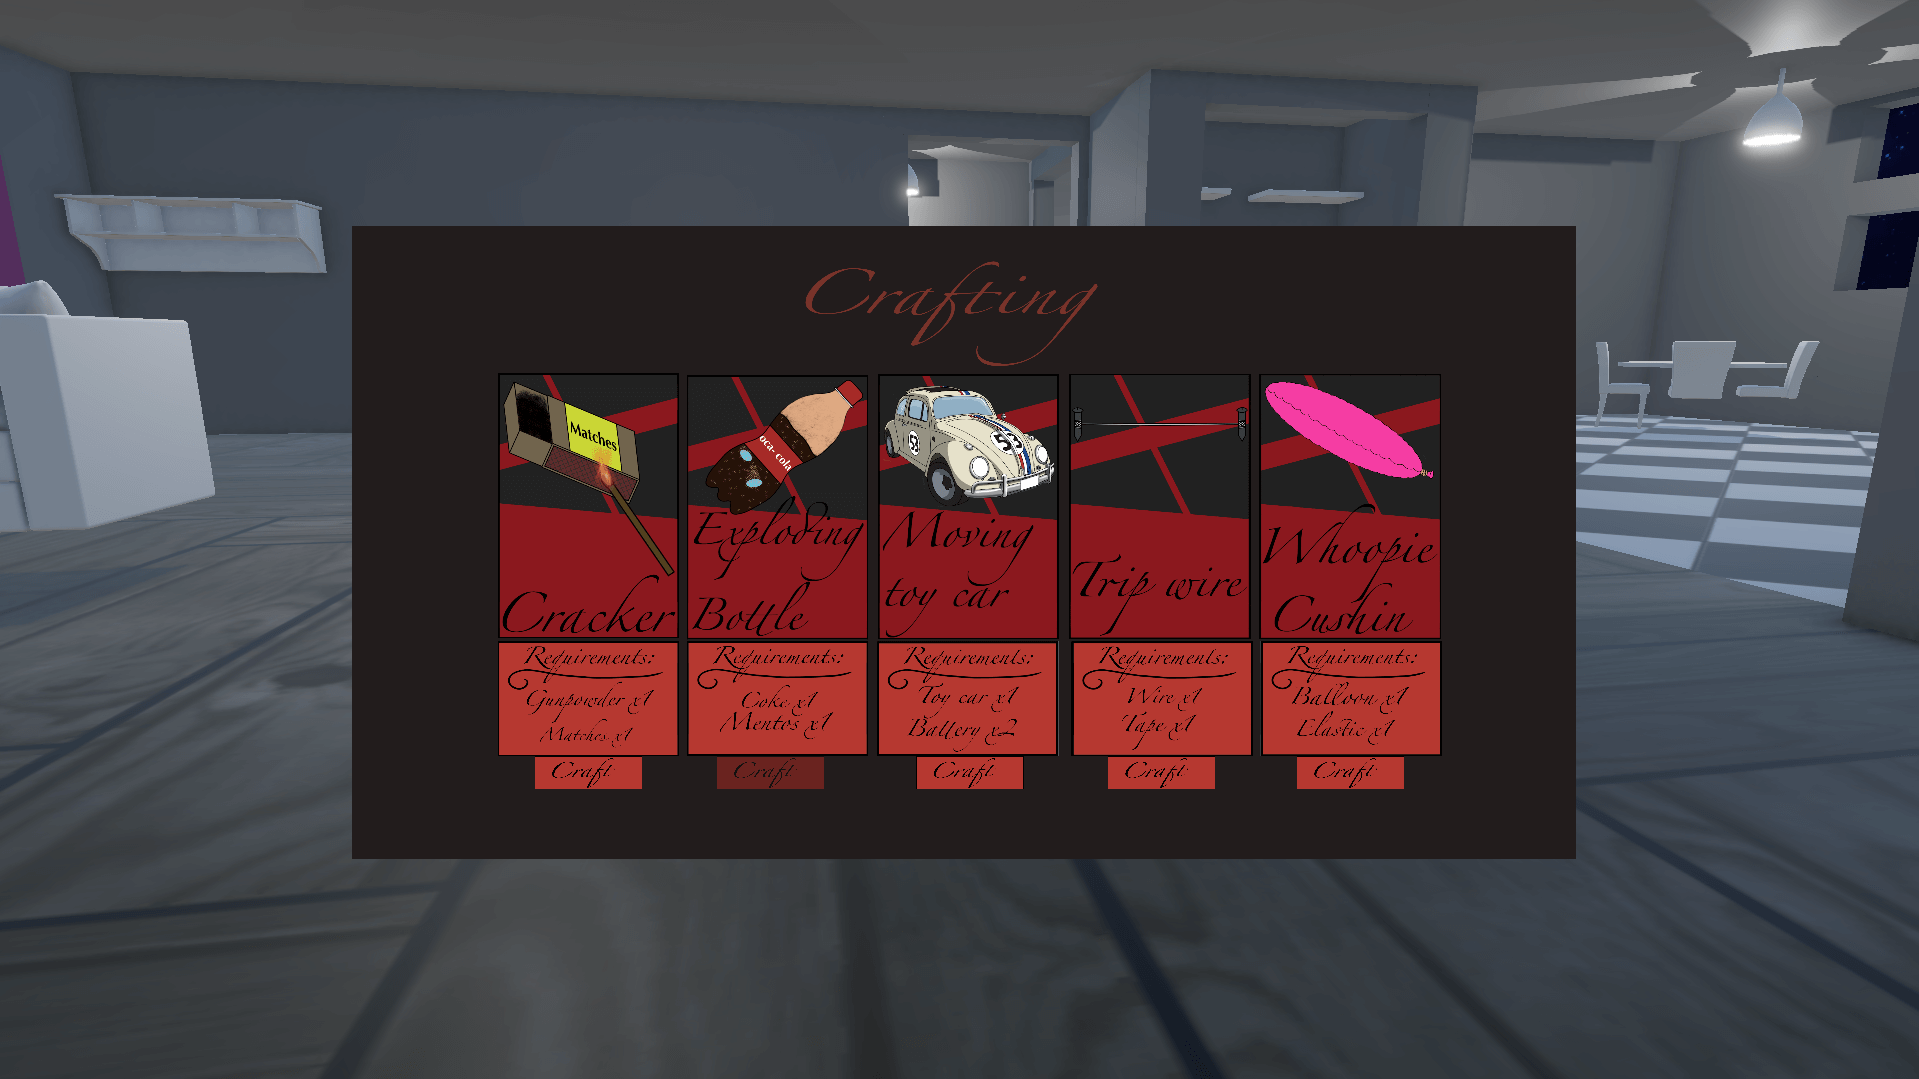 Crafting
Matches
Cracker
Requirements:
Gunpowder x1
Matches x1
Craft
oca- cola
Exploding
Bottle
Requirements:
Coke x1
Mentos x1
Craft
53
53
Moving
toy car
Requirements:
Toy car x1
Battery x2
Craft
Trip wire
Requirements:
Wire x1
Tape x1
Craft
Whoopie
Cushin
Requirements:
Balloon x1
Elastic x1
Craft